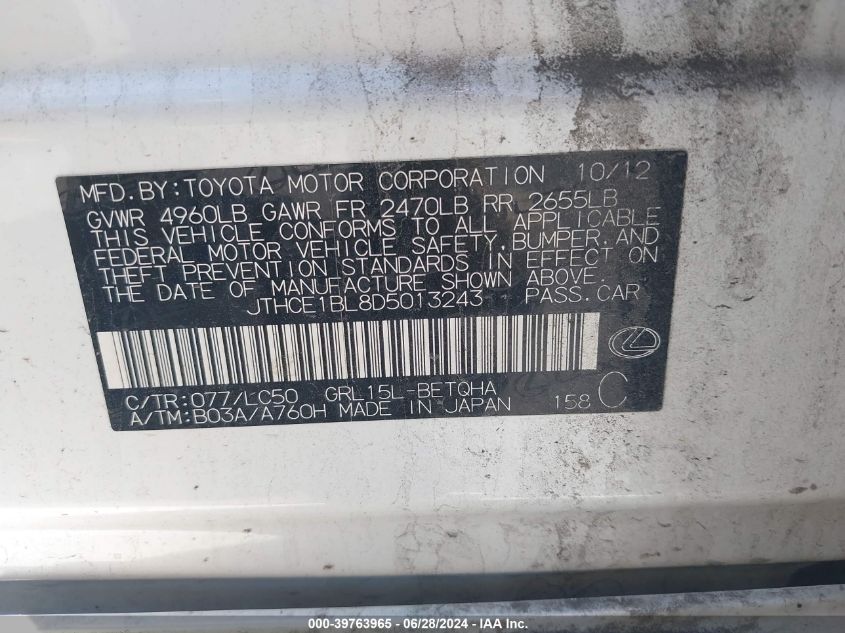 MFD.BY:TOYOTA MOTOR CORPORATION 10/12
GVWR 4960LB GAWR FR 2470LB RR 2655LB
THIS VEHICLE CONFORMS TO ALL APPLICABLE
FEDERAL MOTOR VEHICLE SAFETY,BUMPER,AND
THEFT PREVENTION STANDARDS IN EFFECT ON
THE DATE OF MANUFACTURE SHOWN ABOVE.
JTHCE1BL8D5013243 PASS.CAR
C/TR:077/LC50 GRL15L-BETQHA
A/TM:B03A/A760H MADE IN JAPAN 158 C
000-39763965 - 06/28/2024 - IAA Inc.